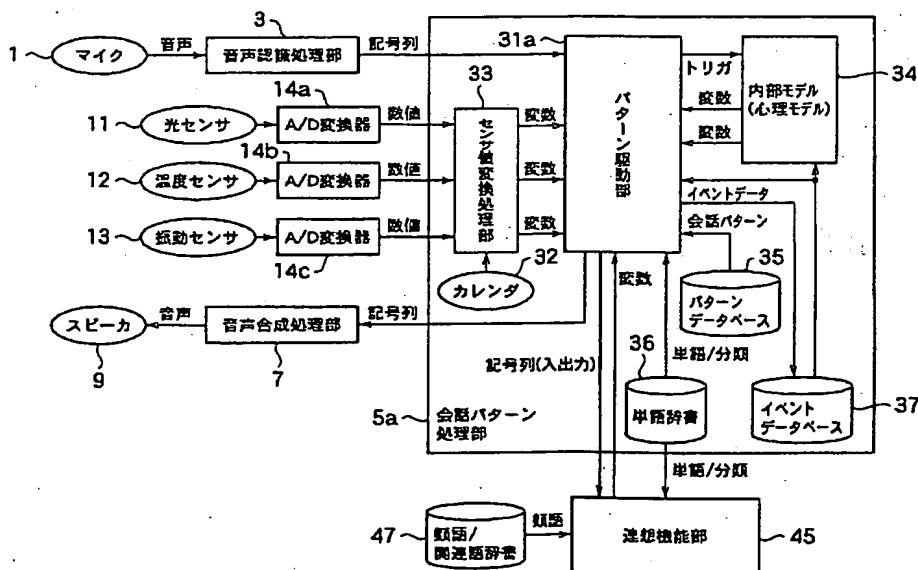 1
マイク
音声
3
音声認識処理部
記号列
31a
パターン駆動部
トリガ
変数
変数
内部モデル
(心理モデル)
34
11
光センサ
14a
A/D変換器
数値
33
センサ値変換処理部
変数
12
温度センサ
14b
A/D変換器
数値
変数
13
振動センサ
14c
A/D変換器
数値
変数
カレンダ
32
イベントデータ
会話パターン
35
パターン
データベース
変数
スピーカ
9
音声
音声合成処理部
7
記号列
記号列(入出力)
36
単語/分類
単語辞書
イベント
データベース
37
5a
会話パターン
処理部
単語/分類
47
類語/
関連語辞書
類語
連想機能部
45